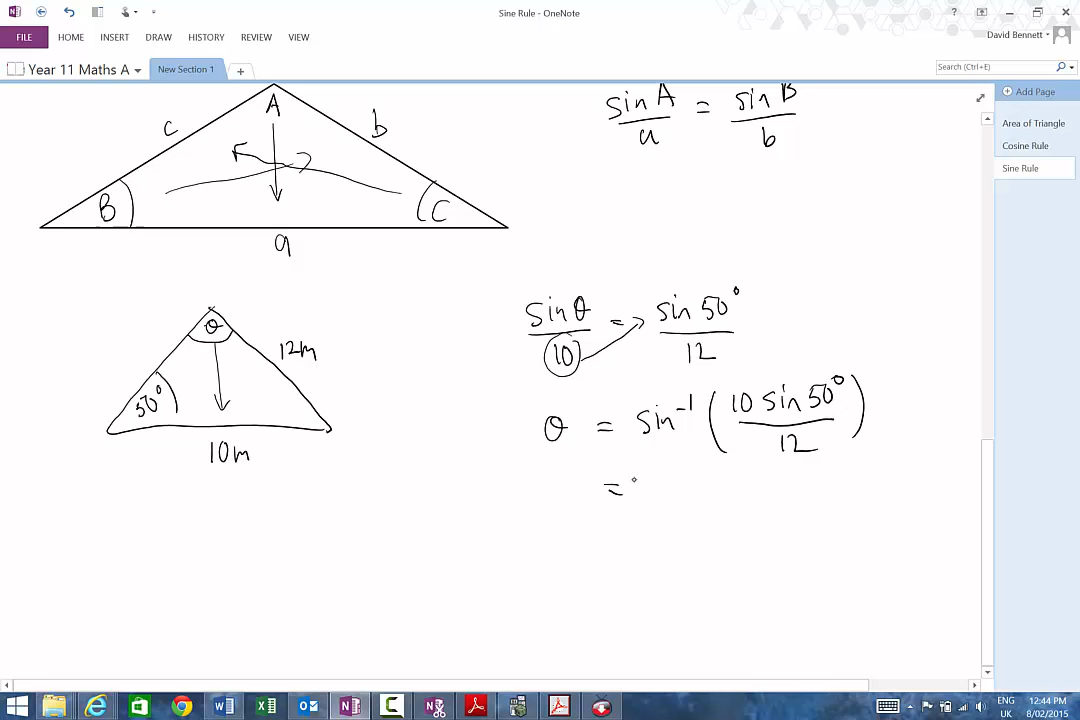 Sine Rule - OneNote
?
David Bennett
FILE HOME INSERT DRAW HISTORY REVIEW VIEW
Year 11 Maths A New Section 1 +
Search (Ctrl+E)
Add Page
Area of Triangle
Cosine Rule
Sine Rule
A
c
b
B
C
a
sin A / a = sin B / b
θ
12m
50°
10m
sin θ / 10 = sin 50° / 12
θ = sin⁻¹ ( 10 sin 50° / 12 )
=
ENG 12:44 PM
UK 8/02/2015